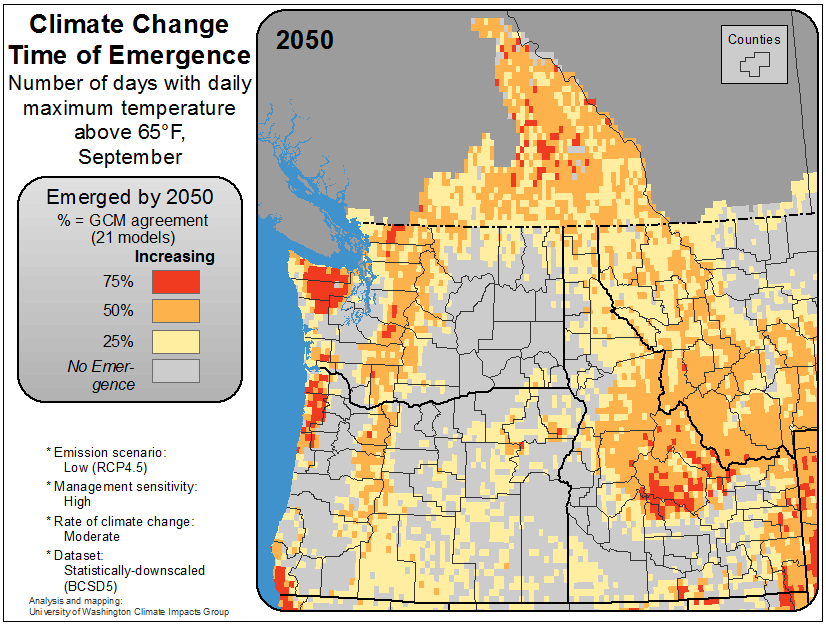 Climate Change
Time of Emergence
Number of days with daily
maximum temperature
above 65°F,
September
Emerged by 2050
% = GCM agreement
(21 models)
Increasing
75%
50%
25%
No Emer-
gence
* Emission scenario:
Low (RCP4.5)
* Management sensitivity:
High
* Rate of climate change:
Moderate
* Dataset:
Statistically-downscaled
(BCSD5)
Analysis and mapping:
University of Washington Climate Impacts Group
2050
Counties